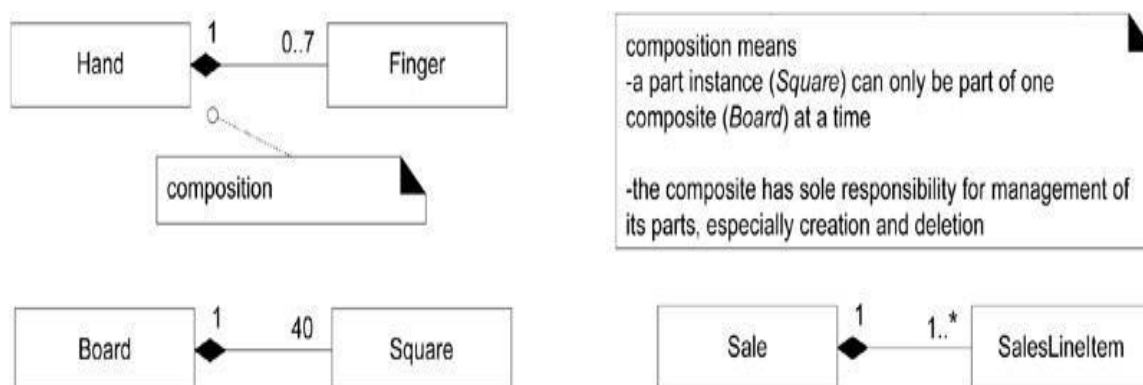 1
0..7
Hand
Finger
composition
composition means
-a part instance (Square) can only be part of one
composite (Board) at a time
-the composite has sole responsibility for management of
its parts, especially creation and deletion
1
40
Board
Square
1
1..*
Sale
SalesLineItem